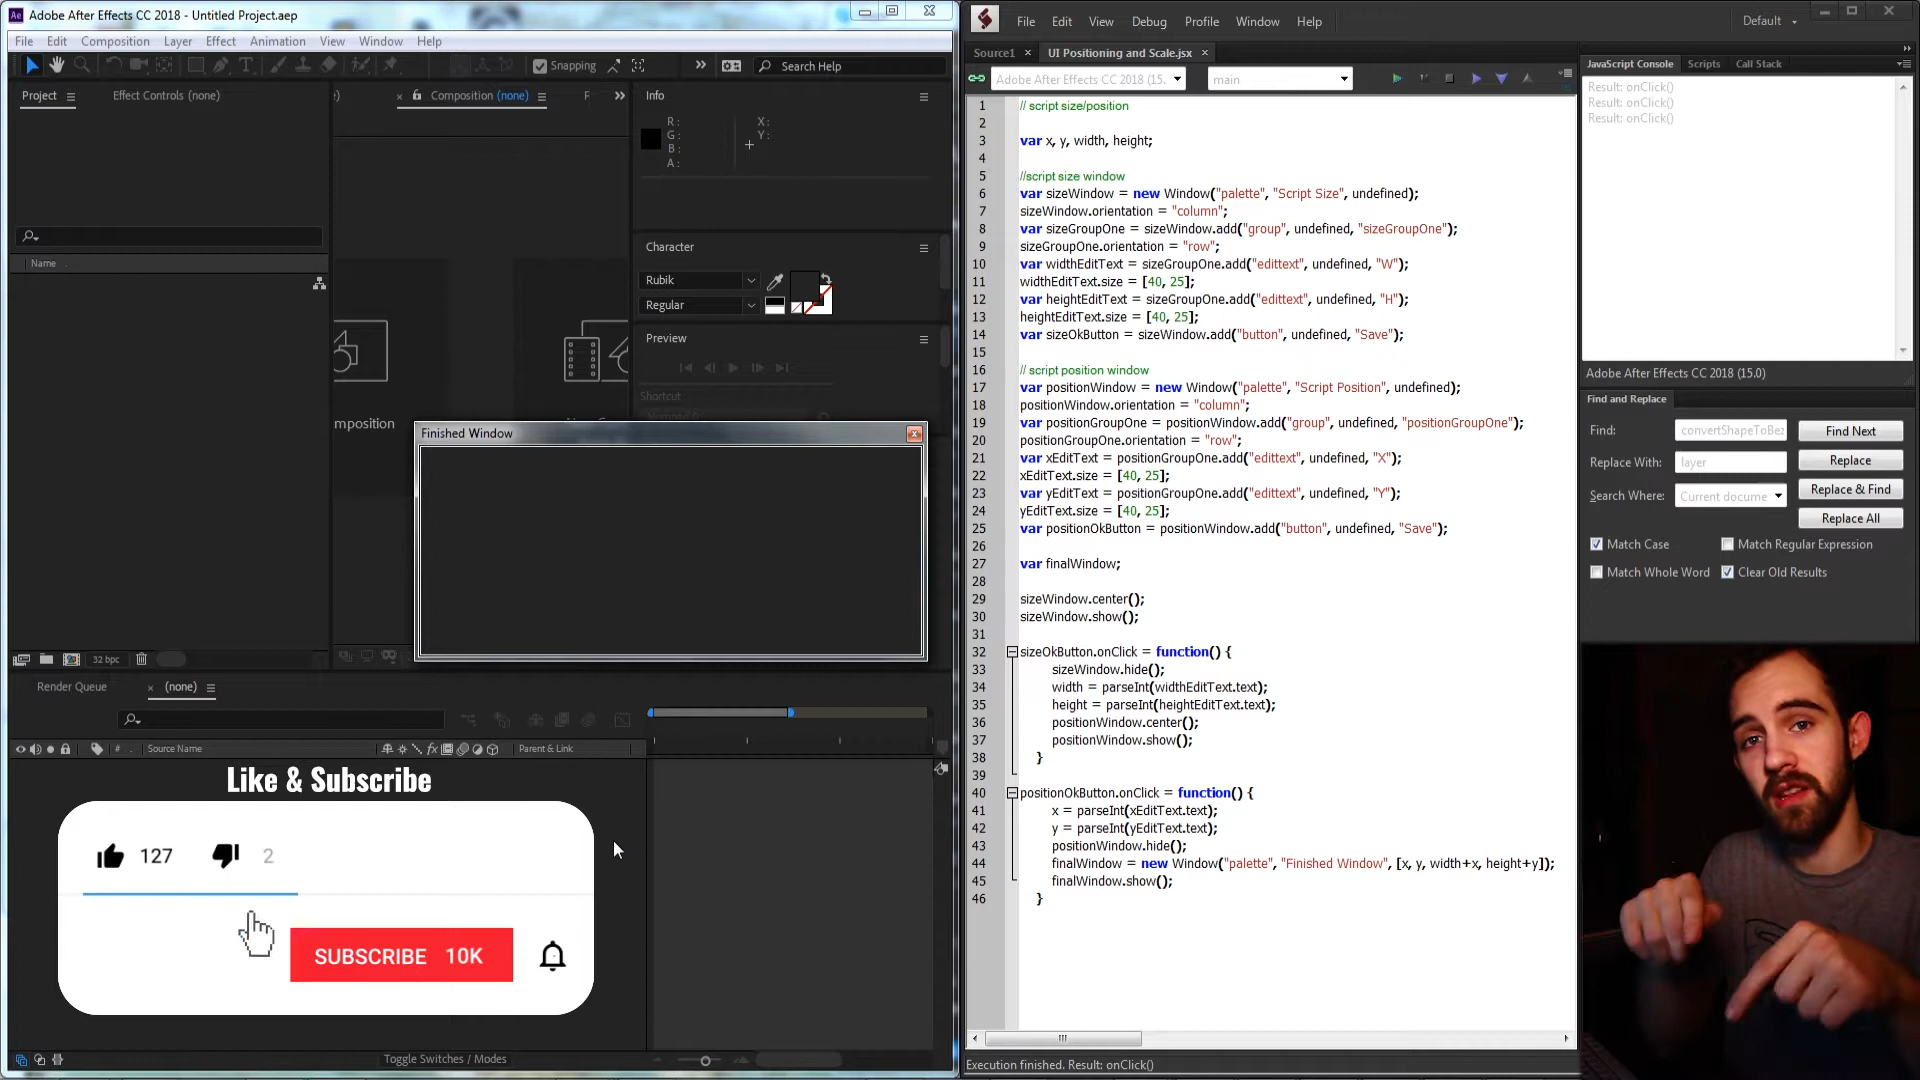 Adobe After Effects CC 2018 - Untitled Project.aep
File Edit Composition Layer Effect Animation View Window Help
Snapping
Search Help
Project
Effect Controls (none)
Composition (none)
Info
R:
G:
B:
A:
X:
Y:
Name
Character
Rubik
Regular
Preview
Shortcut
mposition
Finished Window
32 bpc
Render Queue
(none)
# Source Name
fx
Parent & Link
Like & Subscribe
127
2
SUBSCRIBE 10K
Toggle Switches / Modes
File Edit View Debug Profile Window Help
Default
Source1 ×
UI Positioning and Scale.jsx ×
Adobe After Effects CC 2018 (15.
main
1 // script size/position
2
3 var x, y, width, height;
4
5 //script size window
6 var sizeWindow = new Window("palette", "Script Size", undefined);
7 sizeWindow.orientation = "column";
8 var sizeGroupOne = sizeWindow.add("group", undefined, "sizeGroupOne");
9 sizeGroupOne.orientation = "row";
10 var widthEditText = sizeGroupOne.add("edittext", undefined, "W");
11 widthEditText.size = [40, 25];
12 var heightEditText = sizeGroupOne.add("edittext", undefined, "H");
13 heightEditText.size = [40, 25];
14 var sizeOkButton = sizeWindow.add("button", undefined, "Save");
15
16 // script position window
17 var positionWindow = new Window("palette", "Script Position", undefined);
18 positionWindow.orientation = "column";
19 var positionGroupOne = positionWindow.add("group", undefined, "positionGroupOne");
20 positionGroupOne.orientation = "row";
21 var xEditText = positionGroupOne.add("edittext", undefined, "X");
22 xEditText.size = [40, 25];
23 var yEditText = positionGroupOne.add("edittext", undefined, "Y");
24 yEditText.size = [40, 25];
25 var positionOkButton = positionWindow.add("button", undefined, "Save");
26
27 var finalWindow;
28
29 sizeWindow.center();
30 sizeWindow.show();
31
32 sizeOkButton.onClick = function() {
33 sizeWindow.hide();
34 width = parseInt(widthEditText.text);
35 height = parseInt(heightEditText.text);
36 positionWindow.center();
37 positionWindow.show();
38 }
39
40 positionOkButton.onClick = function() {
41 x = parseInt(xEditText.text);
42 y = parseInt(yEditText.text);
43 positionWindow.hide();
44 finalWindow = new Window("palette", "Finished Window", [x, y, width+x, height+y]);
45 finalWindow.show();
46 }
Execution finished. Result: onClick()
JavaScript Console
Scripts
Call Stack
Result: onClick()
Result: onClick()
Result: onClick()
Adobe After Effects CC 2018 (15.0)
Find and Replace
Find: convertShapeToBez
Find Next
Replace With: layer
Replace
Search Where: Current docume
Replace & Find
Replace All
Match Case
Match Regular Expression
Match Whole Word
Clear Old Results